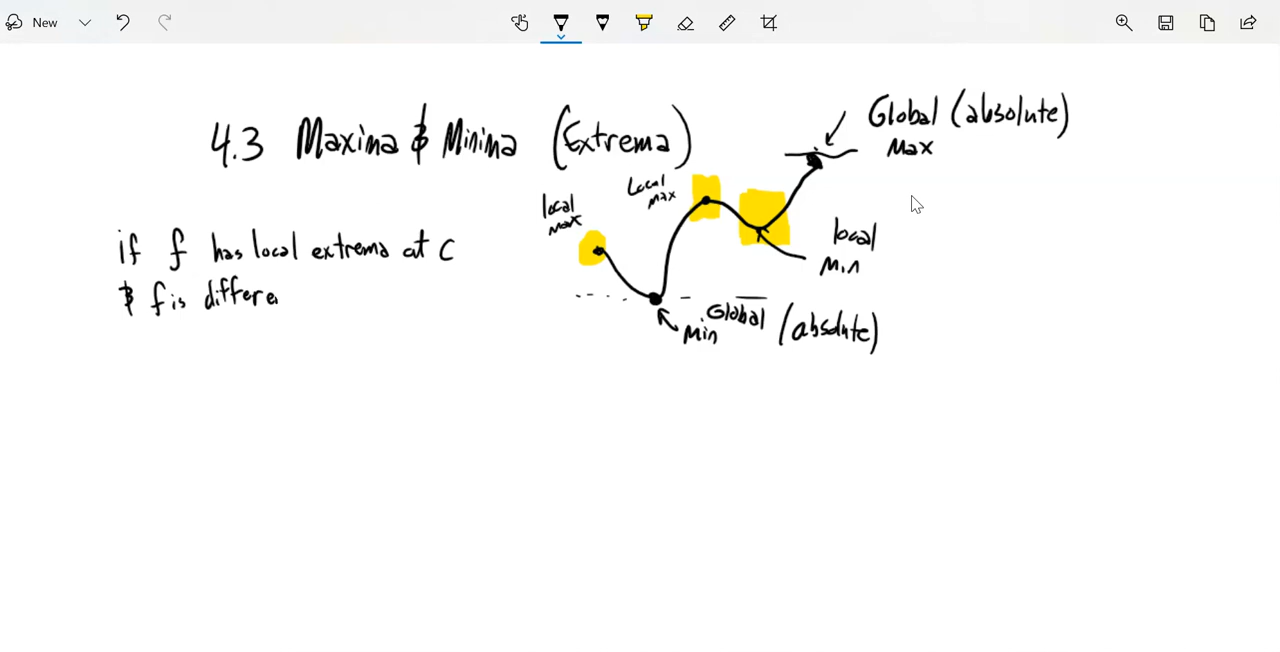 New
4.3 Maxima & Minima (Extrema)
Global (absolute)
Max
local
max
Local
max
if f has local extrema at c
& f is differe
local
Min
Global (absolute)
Min